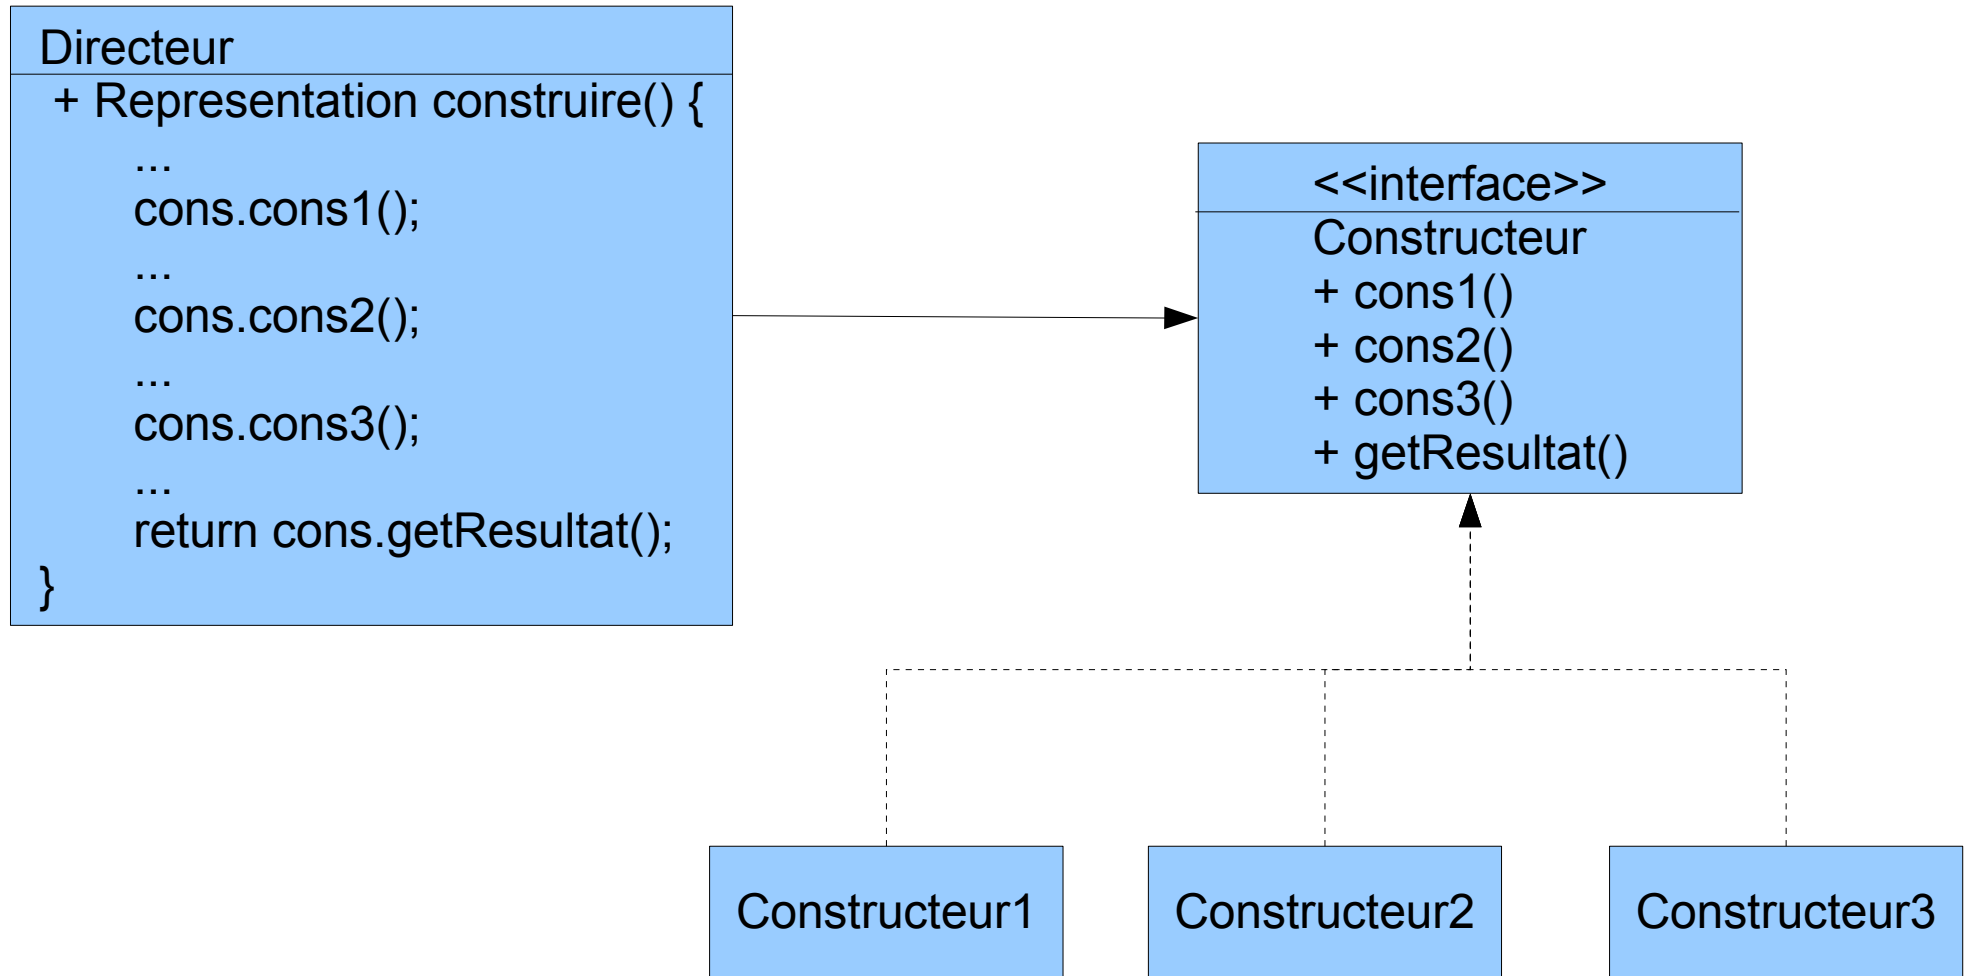 Directeur
+ Representation construire() {
...
cons.cons1();
...
cons.cons2();
...
cons.cons3();
...
return cons.getResultat();
}
<<interface>>
Constructeur
+ cons1()
+ cons2()
+ cons3()
+ getResultat()
Constructeur1
Constructeur2
Constructeur3